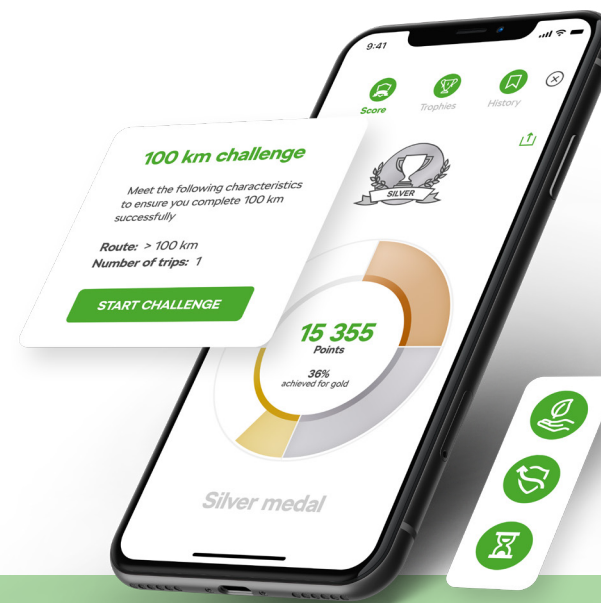 9:41
Score
Trophies
History
SILVER
100 km challenge
Meet the following characteristics
to ensure you complete 100 km
successfully
Route: > 100 km
Number of trips: 1
START CHALLENGE
15 355
Points
36%
achieved for gold
Silver medal